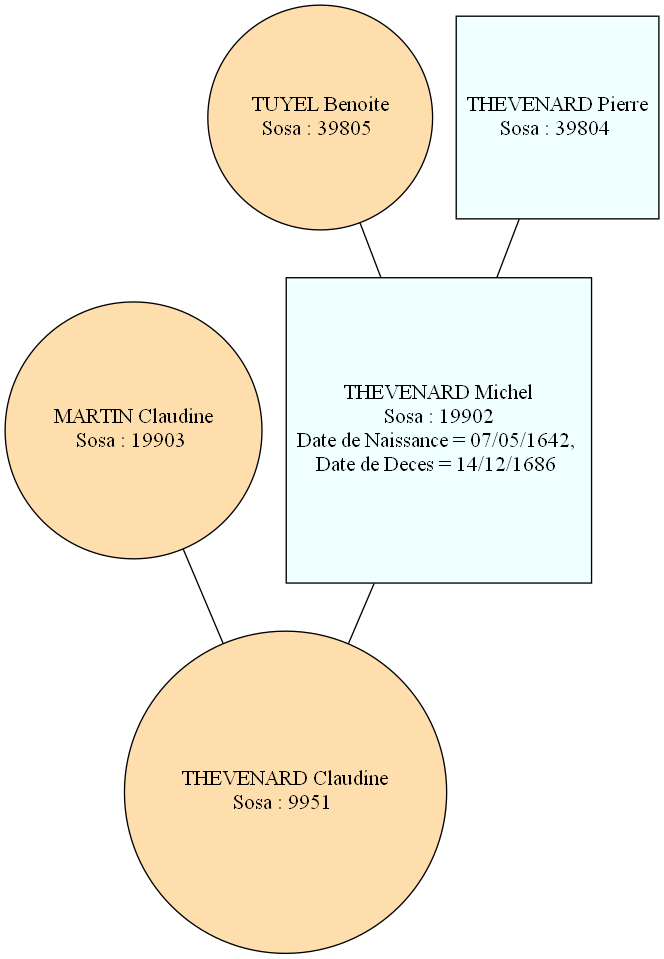 TUYEL Benoite
Sosa : 39805
THEVENARD Pierre
Sosa : 39804
THEVENARD Michel
Sosa : 19902
Date de Naissance = 07/05/1642,
Date de Deces = 14/12/1686
MARTIN Claudine
Sosa : 19903
THEVENARD Claudine
Sosa : 9951